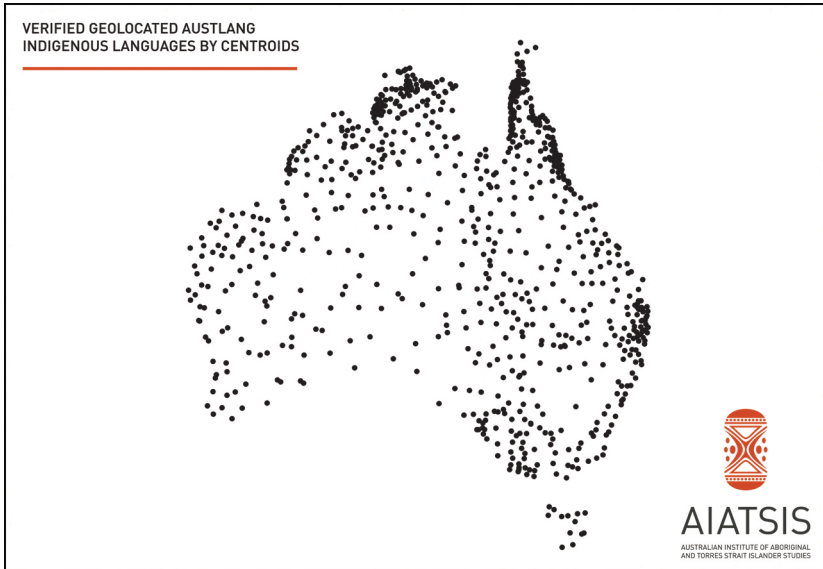 VERIFIED GEOLOCATED AUSTLANG
INDIGENOUS LANGUAGES BY CENTROIDS
AIATSIS
AUSTRALIAN INSTITUTE OF ABORIGINAL
AND TORRES STRAIT ISLANDER STUDIES